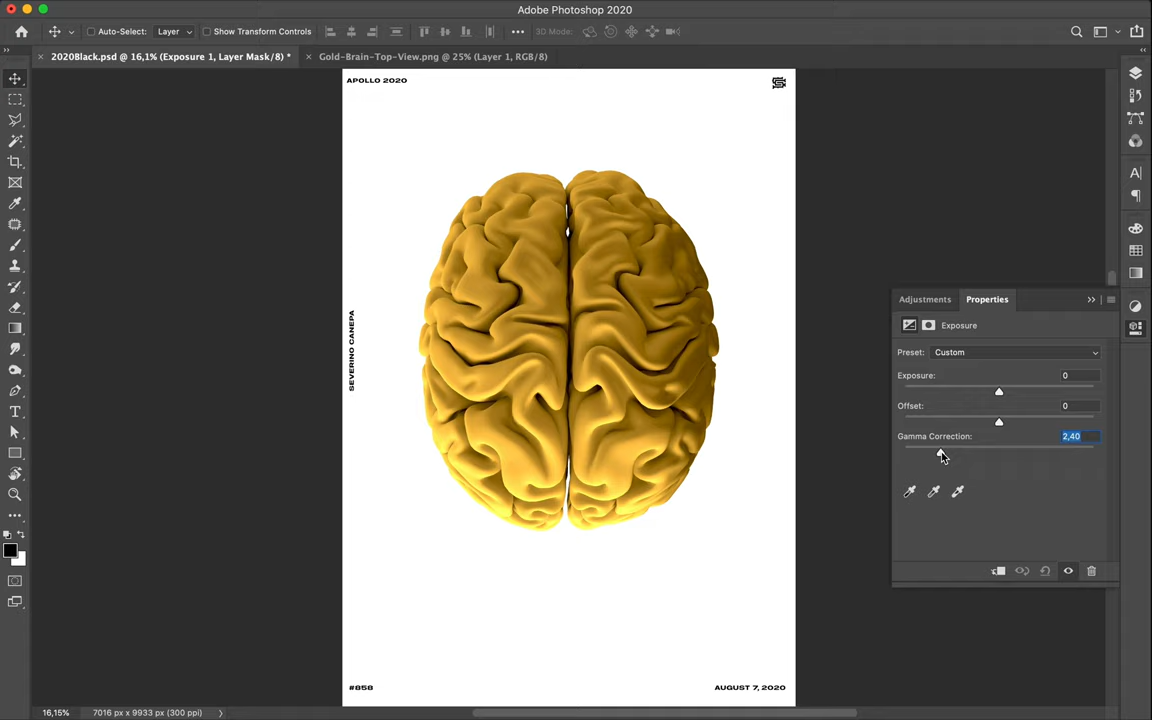 Adobe Photoshop 2020
Auto-Select: Layer Show Transform Controls 3D Mode:
2020Black.psd @ 16,1% (Exposure 1, Layer Mask/8) *
Gold-Brain-Top-View.png @ 25% (Layer 1, RGB/8)
APOLLO 2020
SEVERINO CANEPA
Adjustments Properties
Exposure
Preset: Custom
Exposure: 0
Offset: 0
Gamma Correction: 2,40
#858
AUGUST 7, 2020
16,15% 7016 px x 9933 px (300 ppi)